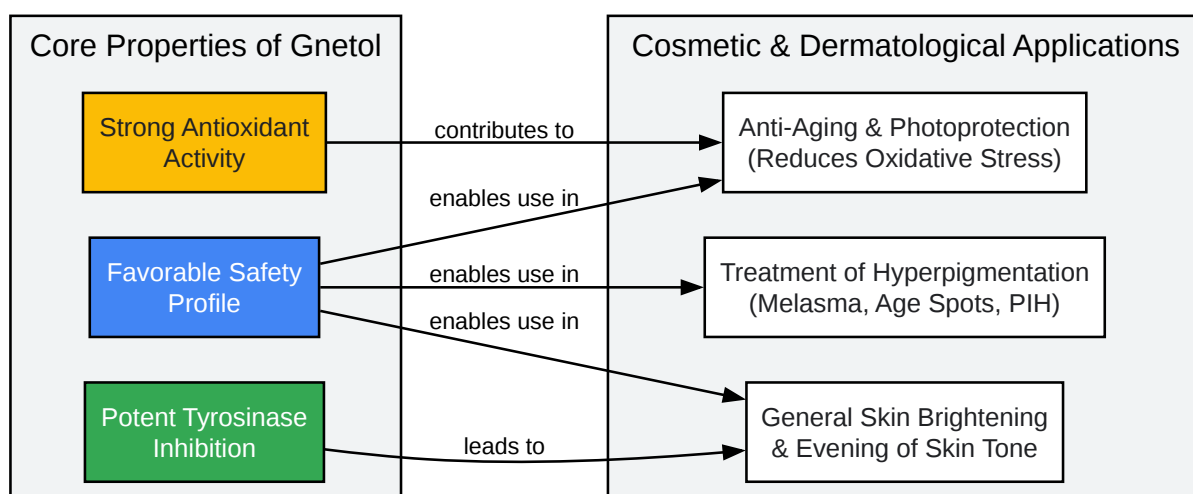 Core Properties of Gnetol
Strong Antioxidant
Activity
Favorable Safety
Profile
Potent Tyrosinase
Inhibition
contributes to
enables use in
enables use in
enables use in
leads to
Cosmetic & Dermatological Applications
Anti-Aging & Photoprotection
(Reduces Oxidative Stress)
Treatment of Hyperpigmentation
(Melasma, Age Spots, PIH)
General Skin Brightening
& Evening of Skin Tone